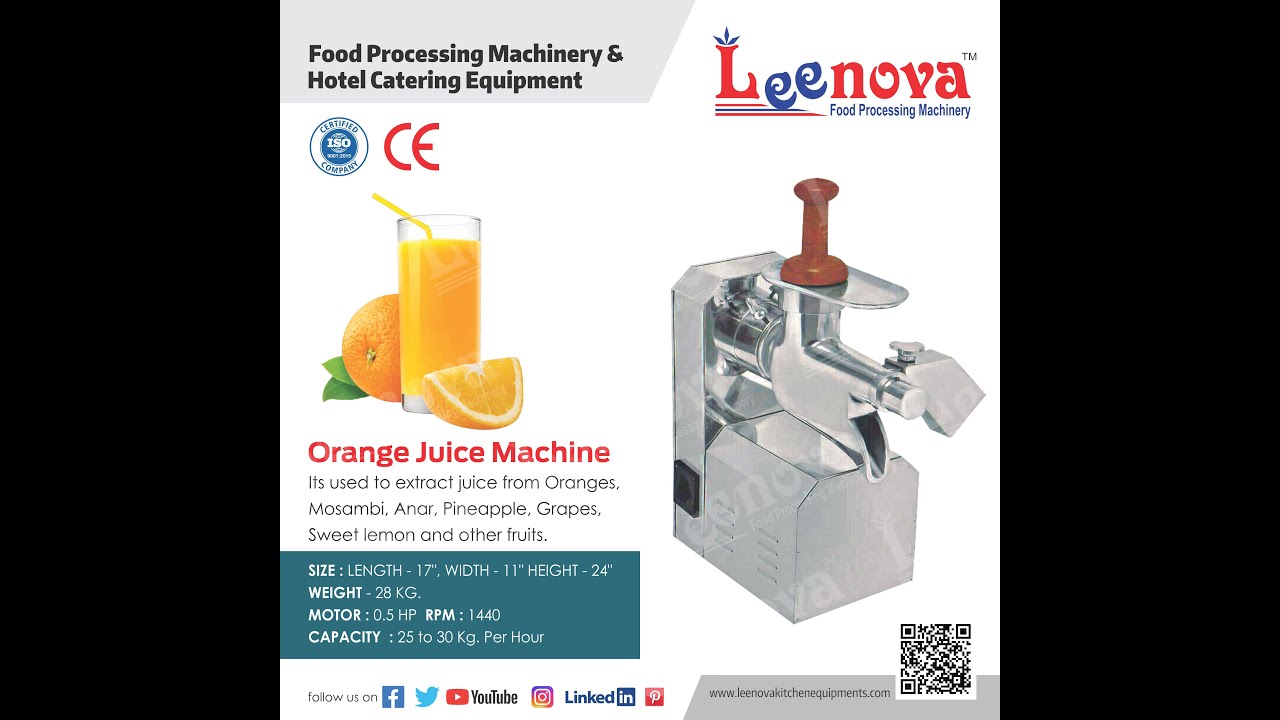 Food Processing Machinery &
Hotel Catering Equipment
Leenova™
Food Processing Machinery
CERTIFIED
ISO
9001:2015
COMPANY
CE
Orange Juice Machine
Its used to extract juice from Oranges,
Mosambi, Anar, Pineapple, Grapes,
Sweet lemon and other fruits.
SIZE : LENGTH - 17", WIDTH - 11" HEIGHT - 24"
WEIGHT - 28 KG.
MOTOR : 0.5 HP RPM : 1440
CAPACITY : 25 to 30 Kg. Per Hour
follow us on
YouTube
Linked in
www.leenovakitchenequipments.com